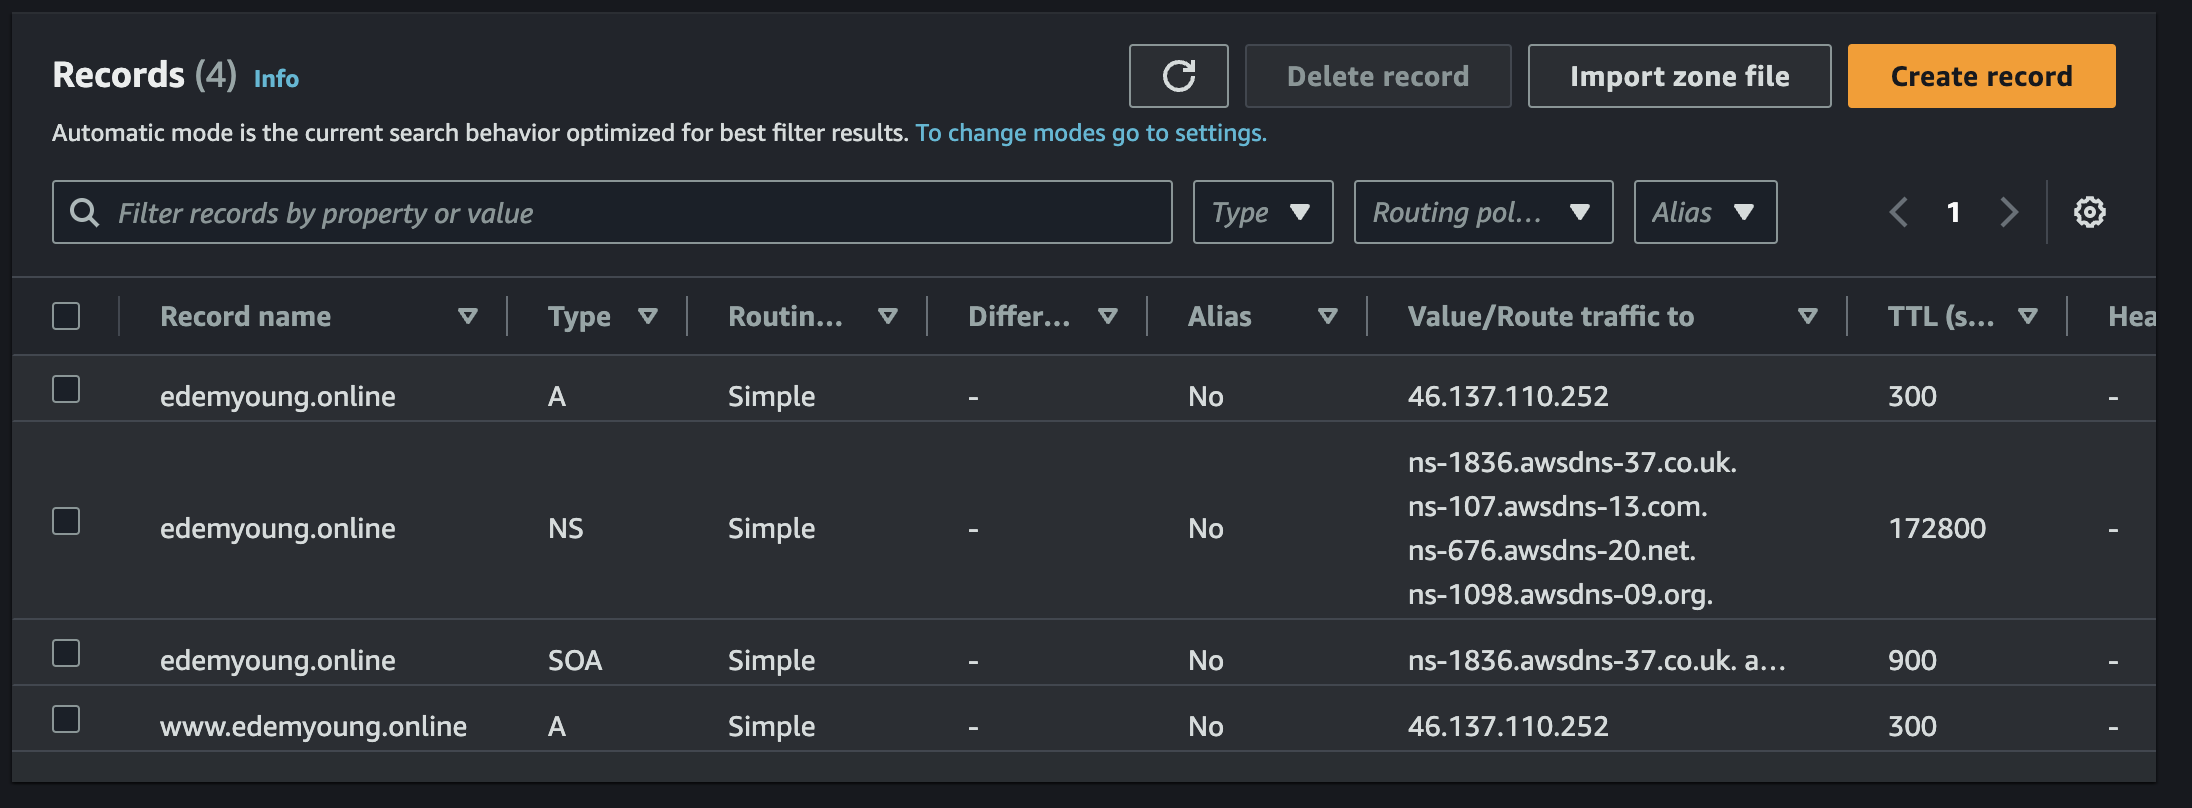 Records (4) Info
Delete record
Import zone file
Create record
Automatic mode is the current search behavior optimized for best filter results. To change modes go to settings.
Filter records by property or value
Type
Routing pol...
Alias
1
Record name Type Routin... Differ... Alias Value/Route traffic to TTL (s... Hea
edemyoung.online A Simple - No 46.137.110.252 300 -
edemyoung.online NS Simple - No ns-1836.awsdns-37.co.uk. 172800 -
ns-107.awsdns-13.com.
ns-676.awsdns-20.net.
ns-1098.awsdns-09.org.
edemyoung.online SOA Simple - No ns-1836.awsdns-37.co.uk. a... 900 -
www.edemyoung.online A Simple - No 46.137.110.252 300 -